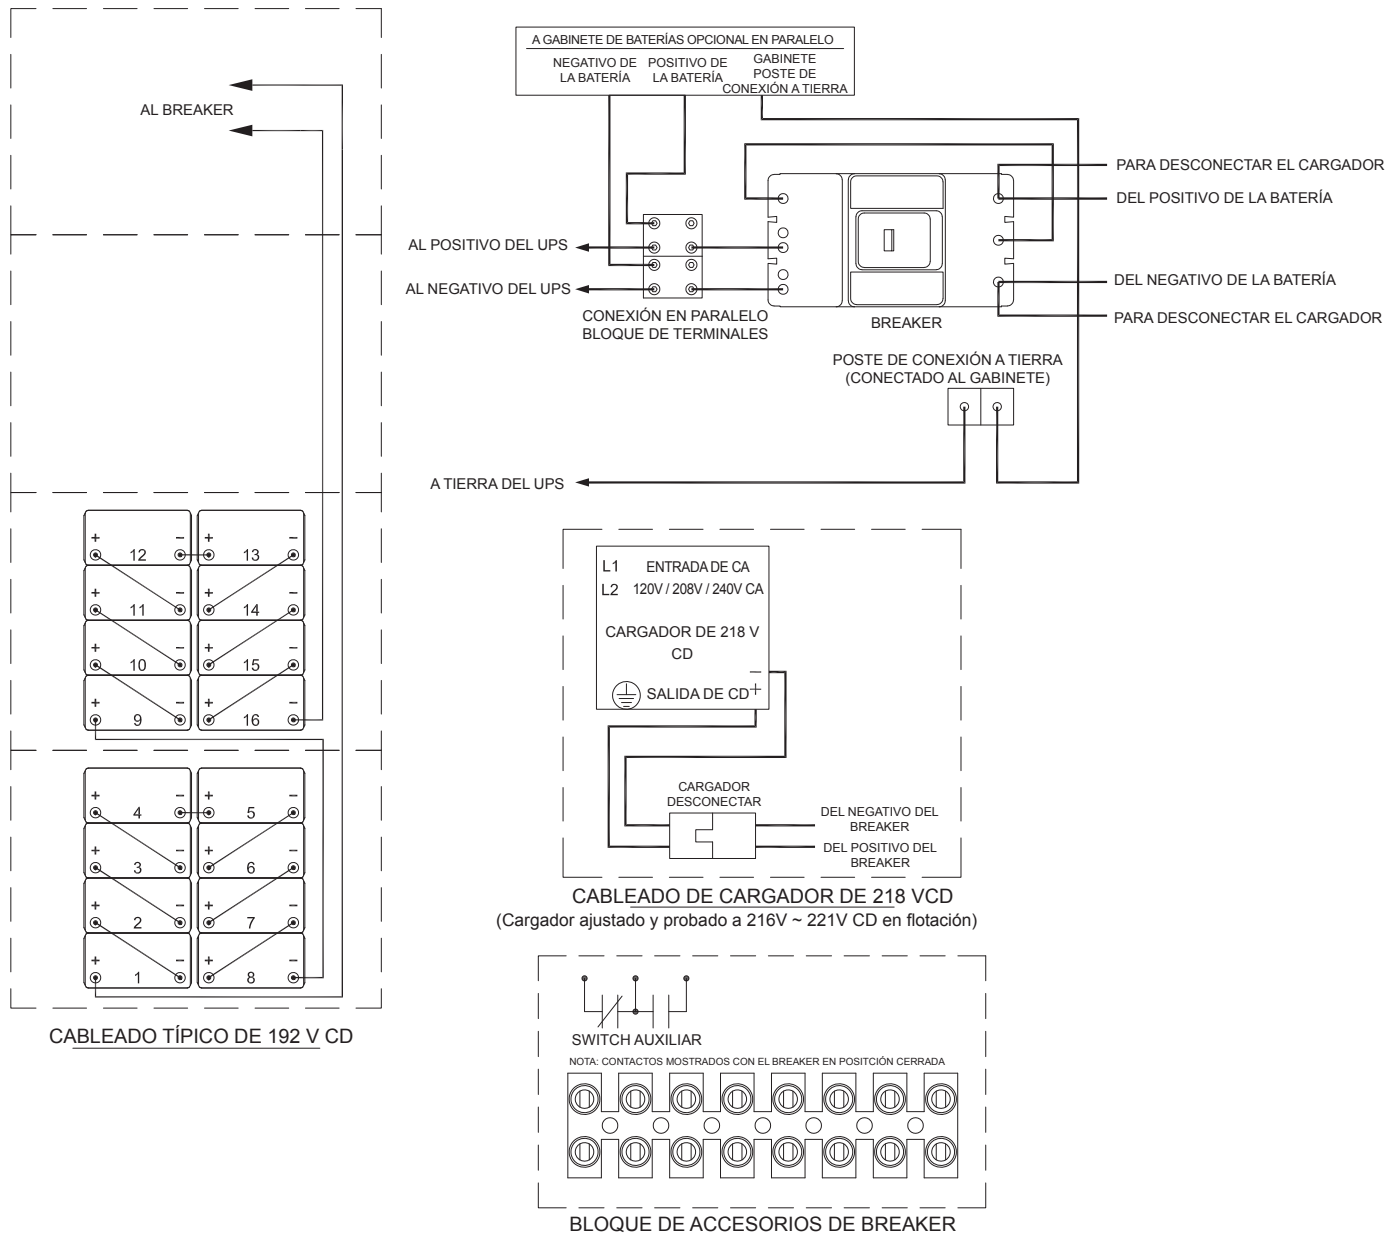 A GABINETE DE BATERÍAS OPCIONAL EN PARALELO
NEGATIVO DE
LA BATERÍA
POSITIVO DE
LA BATERÍA
GABINETE
POSTE DE
CONEXIÓN A TIERRA
AL BREAKER
PARA DESCONECTAR EL CARGADOR
DEL POSITIVO DE LA BATERÍA
AL POSITIVO DEL UPS
AL NEGATIVO DEL UPS
DEL NEGATIVO DE LA BATERÍA
PARA DESCONECTAR EL CARGADOR
CONEXIÓN EN PARALELO
BLOQUE DE TERMINALES
BREAKER
POSTE DE CONEXIÓN A TIERRA
(CONECTADO AL GABINETE)
A TIERRA DEL UPS
+ 12 − + 13 −
+ 11 − + 14 −
+ 10 − + 15 −
+ 9 − + 16 −
+ 4 − + 5 −
+ 3 − + 6 −
+ 2 − + 7 −
+ 1 − + 8 −
CABLEADO TÍPICO DE 192 V CD
L1 ENTRADA DE CA
L2 120V / 208V / 240V CA
CARGADOR DE 218 V
CD
−
SALIDA DE CD +
CARGADOR
DESCONECTAR
DEL NEGATIVO DEL
BREAKER
DEL POSITIVO DEL
BREAKER
CABLEADO DE CARGADOR DE 218 VCD
(Cargador ajustado y probado a 216V ~ 221V CD en flotación)
SWITCH AUXILIAR
NOTA: CONTACTOS MOSTRADOS CON EL BREAKER EN POSITCIÓN CERRADA
BLOQUE DE ACCESORIOS DE BREAKER